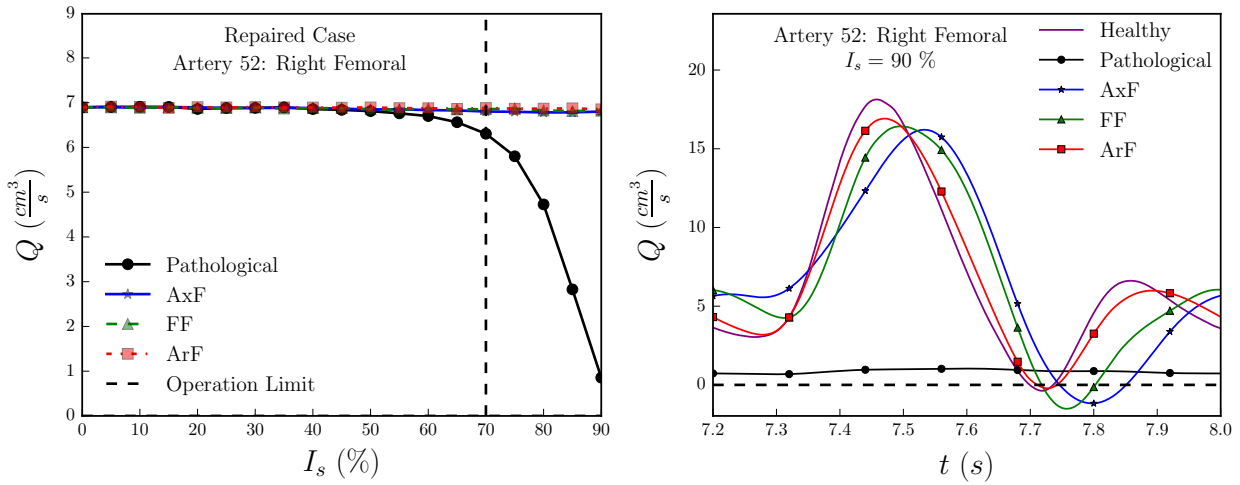 Repaired Case
Artery 52: Right Femoral
9
8
7
6
5
4
3
2
1
0
Q (cm³/s)
Pathological
AxF
FF
ArF
Operation Limit
0 10 20 30 40 50 60 70 80 90
I_s (%)
Artery 52: Right Femoral
I_s = 90 %
Healthy
Pathological
AxF
FF
ArF
20
15
10
5
0
Q (cm³/s)
7.2 7.3 7.4 7.5 7.6 7.7 7.8 7.9 8.0
t (s)